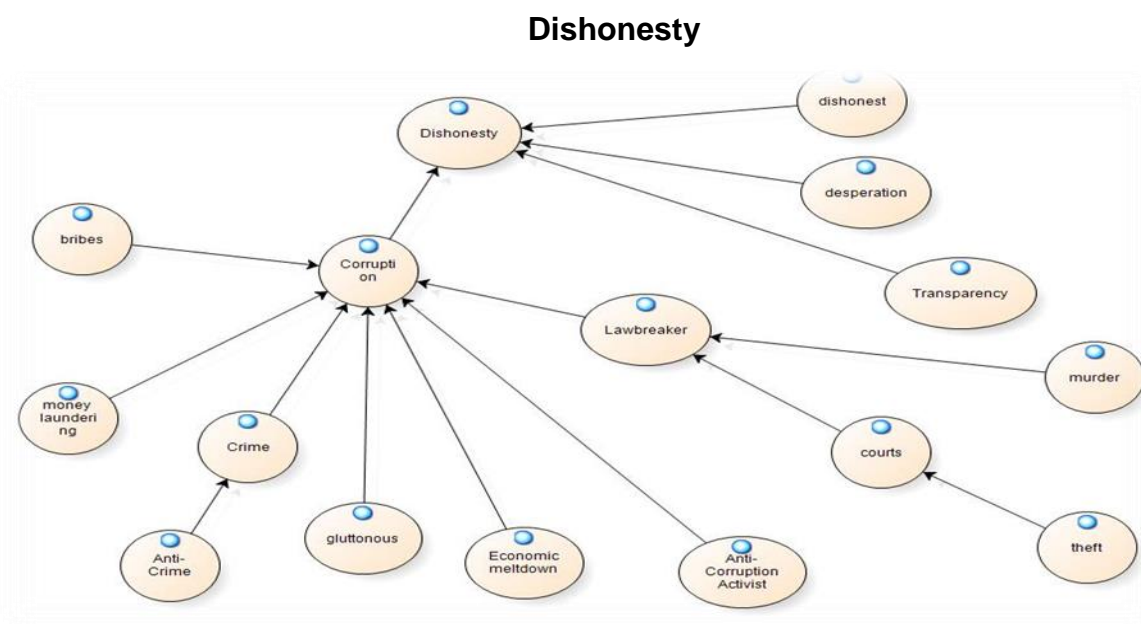 Dishonesty
dishonest
Dishonesty
desperation
bribes
Corrupti
on
Transparency
Lawbreaker
murder
money
launderi
ng
Crime
courts
gluttonous
Economic
meltdown
Anti-
Crime
Anti-
Corruption
Activist
theft